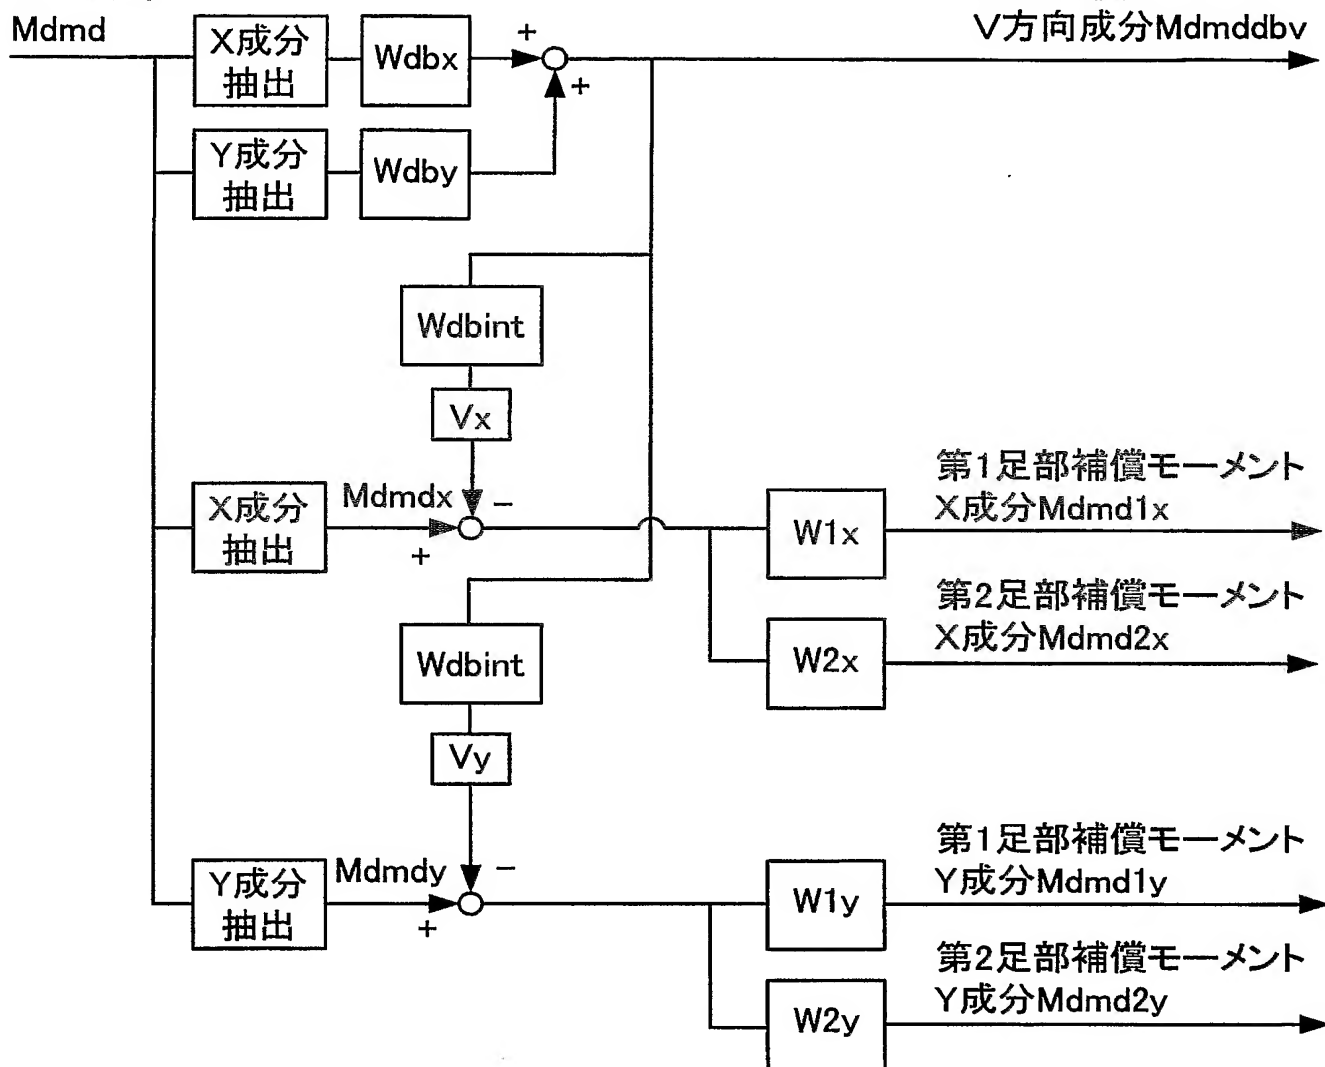 Mdmd
X成分
抽出
Wdbx
+
+
V方向成分Mdmddbv
Y成分
抽出
Wdby
Wdbint
Vx
X成分
抽出
Mdmdx
+
−
W1x
第1足部補償モーメント
X成分Mdmd1x
W2x
第2足部補償モーメント
X成分Mdmd2x
Wdbint
Vy
Y成分
抽出
Mdmdy
+
−
W1y
第1足部補償モーメント
Y成分Mdmd1y
W2y
第2足部補償モーメント
Y成分Mdmd2y